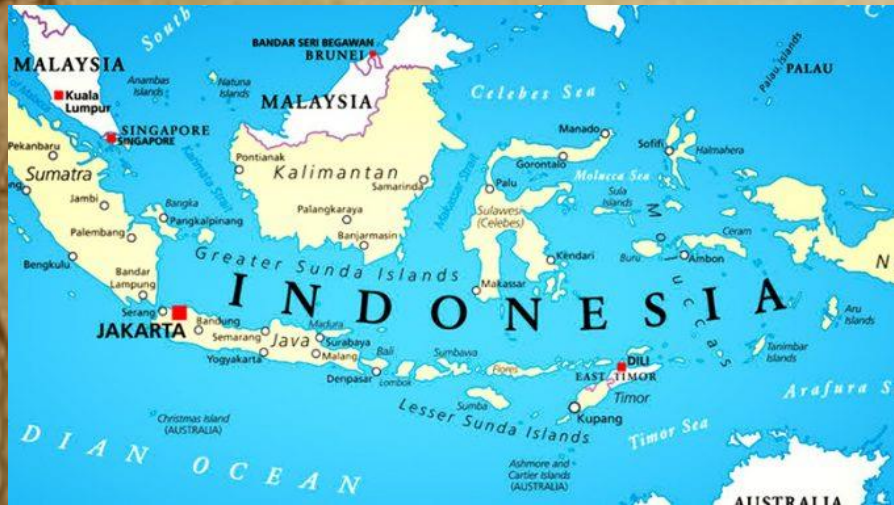 South
BANDAR SERI BEGAWAN
BRUNEI
MALAYSIA
Anambas
Islands
Natuna
Islands
MALAYSIA
Celebes Sea
Palau Islands
PALAU
Kuala
Lumpur
SINGAPORE
SINGAPORE
Pekanbaru
Sumatra
Jambi
Palembang
Bengkulu
Bandar
Lampung
Bangka
Pangkalpinang
Karimata Strait
Pontianak
Kalimantan
Samarinda
Palangkaraya
Banjarmasin
Makassar Strait
Manado
Gorontalo
Molucca Sea
Palu
Sulawesi
(Celebes)
Kendari
Makassar
Sofifi
Halmahera
Sula
Islands
Moluccas
Buru
Ceram
Ambon
N
Greater Sunda Islands
INDONESIA
Serang
JAKARTA
Bandung
Semarang
Java
Madura
Surabaya
Yogyakarta
Malang
Bali
Denpasar
Lombok
Sumbawa
Flores
Sumba
Lesser Sunda Islands
DILI
EAST TIMOR
Timor
Kupang
Timor Sea
Aru
Islands
Tanimbar
Islands
Arafura S
Christmas Island
(AUSTRALIA)
DIAN OCEAN
Ashmore and
Cartier Islands
(AUSTRALIA)
AUSTRALIA